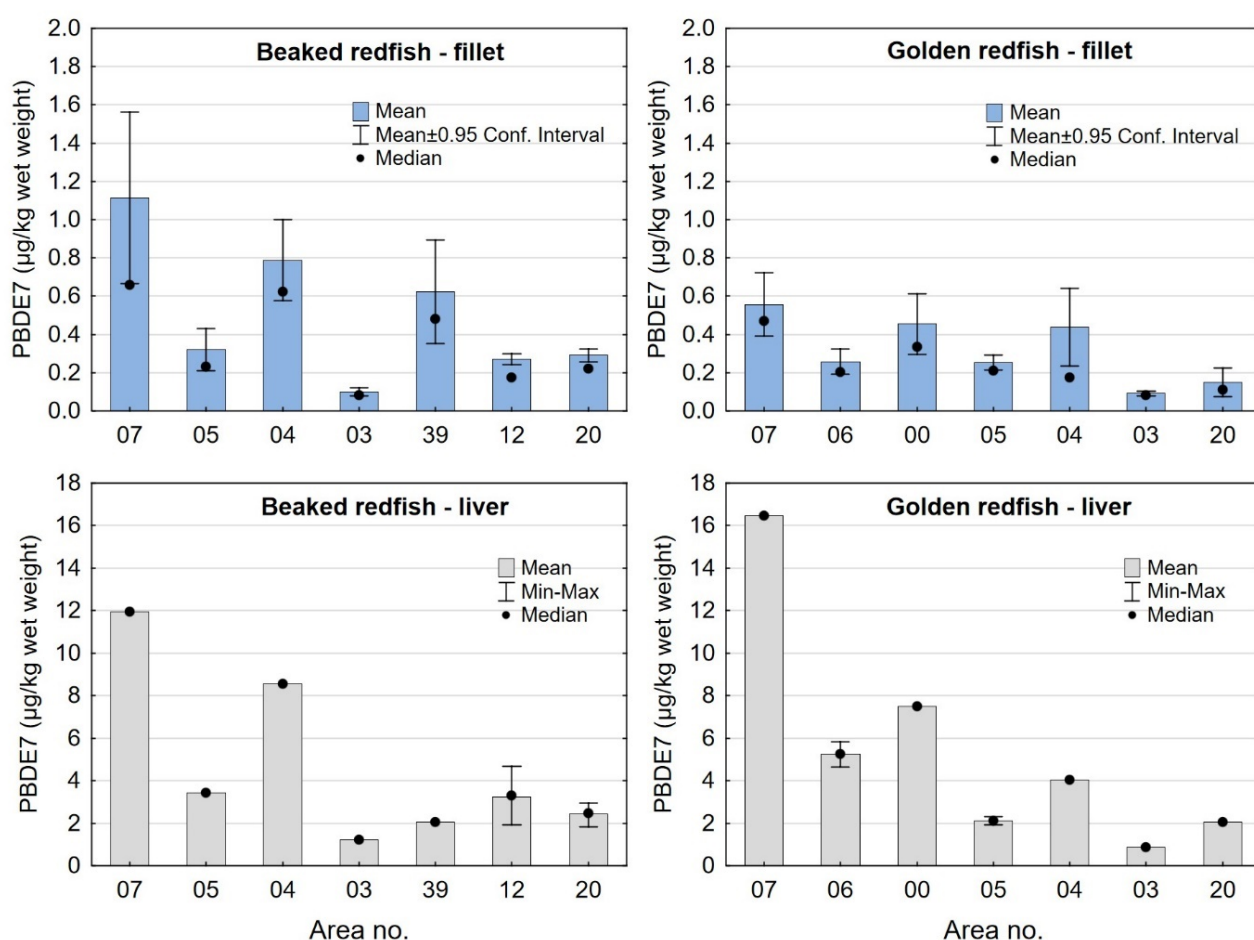 Beaked redfish - fillet
PBDE7 (µg/kg wet weight)
2.0
1.8
1.6
1.4
1.2
1.0
0.8
0.6
0.4
0.2
0.0
Mean
Mean±0.95 Conf. Interval
Median
07 05 04 03 39 12 20
Golden redfish - fillet
PBDE7 (µg/kg wet weight)
2.0
1.8
1.6
1.4
1.2
1.0
0.8
0.6
0.4
0.2
0.0
Mean
Mean±0.95 Conf. Interval
Median
07 06 00 05 04 03 20
Beaked redfish - liver
PBDE7 (µg/kg wet weight)
18
16
14
12
10
8
6
4
2
0
Mean
Min-Max
Median
07 05 04 03 39 12 20
Area no.
Golden redfish - liver
PBDE7 (µg/kg wet weight)
18
16
14
12
10
8
6
4
2
0
Mean
Min-Max
Median
07 06 00 05 04 03 20
Area no.